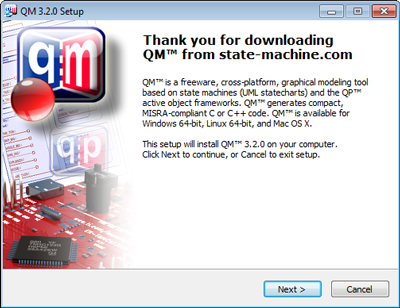 QM 3.2.0 Setup
qm
Thank you for downloading
QM™ from state-machine.com
QM™ is a freeware, cross-platform, graphical modeling tool
based on state machines (UML statecharts) and the QP™
active object frameworks. QM™ generates compact,
MISRA-compliant C or C++ code. QM™ is available for
Windows 64-bit, Linux 64-bit, and Mac OS X.
This setup will install QM™ 3.2.0 on your computer.
Click Next to continue, or Cancel to exit setup.
qp
Next >
Cancel